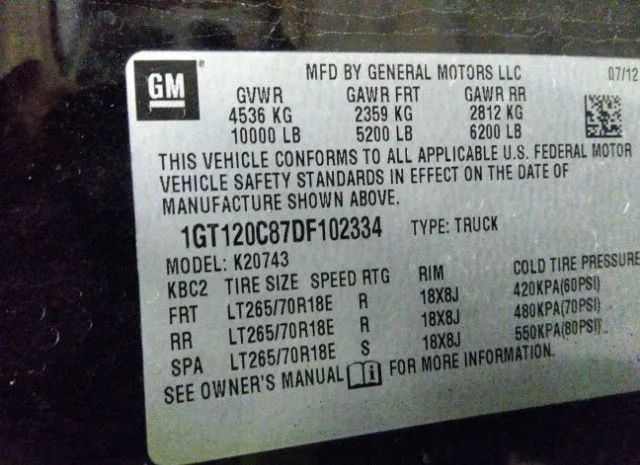 GM
MFD BY GENERAL MOTORS LLC 07/12
GVWR GAWR FRT GAWR RR
4536 KG 2359 KG 2812 KG
10000 LB 5200 LB 6200 LB
THIS VEHICLE CONFORMS TO ALL APPLICABLE U.S. FEDERAL MOTOR
VEHICLE SAFETY STANDARDS IN EFFECT ON THE DATE OF
MANUFACTURE SHOWN ABOVE.
1GT120C87DF102334 TYPE: TRUCK
MODEL: K20743
KBC2 TIRE SIZE SPEED RTG RIM COLD TIRE PRESSURE
FRT LT265/70R18E R 18X8J 420KPA(60PSI)
RR LT265/70R18E R 18X8J 480KPA(70PSI)
SPA LT265/70R18E S 18X8J 550KPA(80PSI)
SEE OWNER'S MANUAL i FOR MORE INFORMATION.